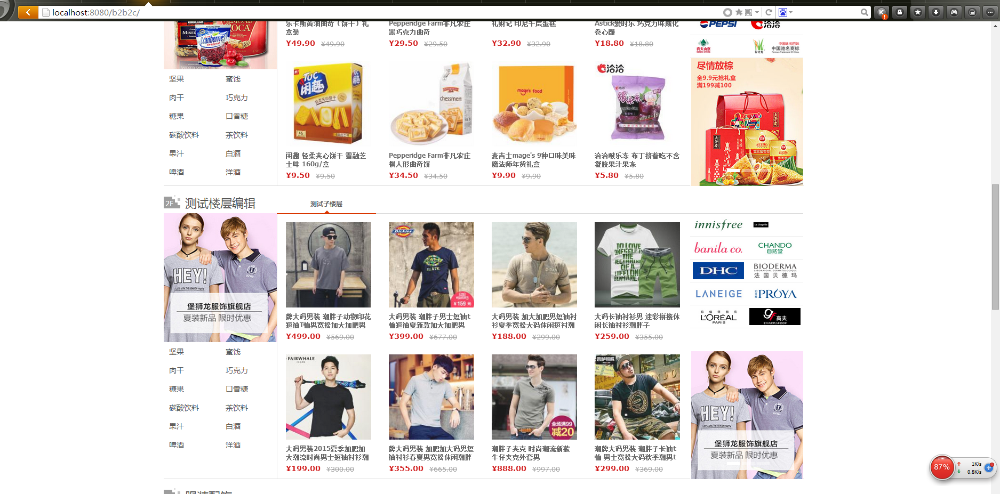 localhost:8080/b2b2c/
乐卡斯黄油曲奇（饼干）礼盒装
¥49.90 ¥49.90
Pepperidge Farm非凡农庄
黑巧克力曲奇
¥29.50 ¥29.50
礼财记 印尼千层蛋糕
¥32.90 ¥32.90
Astick爱时乐 巧克力味威化
卷心酥
¥18.80 ¥18.80
PEPSI 洽洽
农夫山庄
中国驰名商标
坚果 蜜饯
肉干 巧克力
糖果 口香糖
碳酸饮料 茶饮料
果汁 白酒
啤酒 洋酒
TUC
闲趣
chessmen
mage's food
洽洽
尽情放棕
全9.9元抢礼盒
满199减100
闲趣 轻柔夹心饼干 雪融芝
士味 160g/盒
¥9.50 ¥9.50
Pepperidge Farm非凡农庄
棋人形曲奇饼
¥34.50 ¥34.50
麦吉士mage's 9种口味美味
魔法师年货礼盒
¥9.90 ¥9.90
洽洽啵乐冻 布丁挤着吃不含
凝胶果汁果冻
¥5.80 ¥5.80
2F 测试楼层编辑
测试子楼层
HEY!
堡狮龙服饰旗舰店
夏装新品 限时优惠
Dickies
¥159 元
innisfree La Chapelle
banila co. CHANDO
自然堂
DHC BIODERMA
法国贝德玛
LANEIGE PROYA
你值得拥有
L'ORÉAL
PARIS
gf 高夫
牌大码男装 潮胖子动物印花
短袖T恤男宽松加大加肥男
¥499.00 ¥569.00
大码男装 潮胖子男士短袖t
恤短袖夏新款加大加肥男
¥399.00 ¥677.00
大码男装 加大加肥男短袖衬
衫夏季宽松大码休闲短衬潮
¥188.00 ¥299.00
大码长袖衬衫男 迷彩拼接休
闲长袖衬衫潮胖子
¥259.00 ¥355.00
坚果 蜜饯
肉干 巧克力
糖果 口香糖
碳酸饮料 茶饮料
果汁 白酒
啤酒 洋酒
FAIRWHALE
JEANS
全场满99
减20
HEY!
堡狮龙服饰旗舰店
夏装新品 限时优惠
大码男装2015夏季加肥加
大潮流时尚男士短袖衬衫潮
¥199.00 ¥300.00
牌大码男装 加肥加大码男短
袖衬衫春夏男宽松休闲潮胖
¥355.00 ¥665.00
潮胖子夹克 时尚潮流新款
牛仔夹克外套男
¥888.00 ¥997.00
潮牌大码男装 潮胖子长袖t
恤 男士宽松大码秋季潮男t
¥299.00 ¥369.00
87%
1K/s
0.8K/s